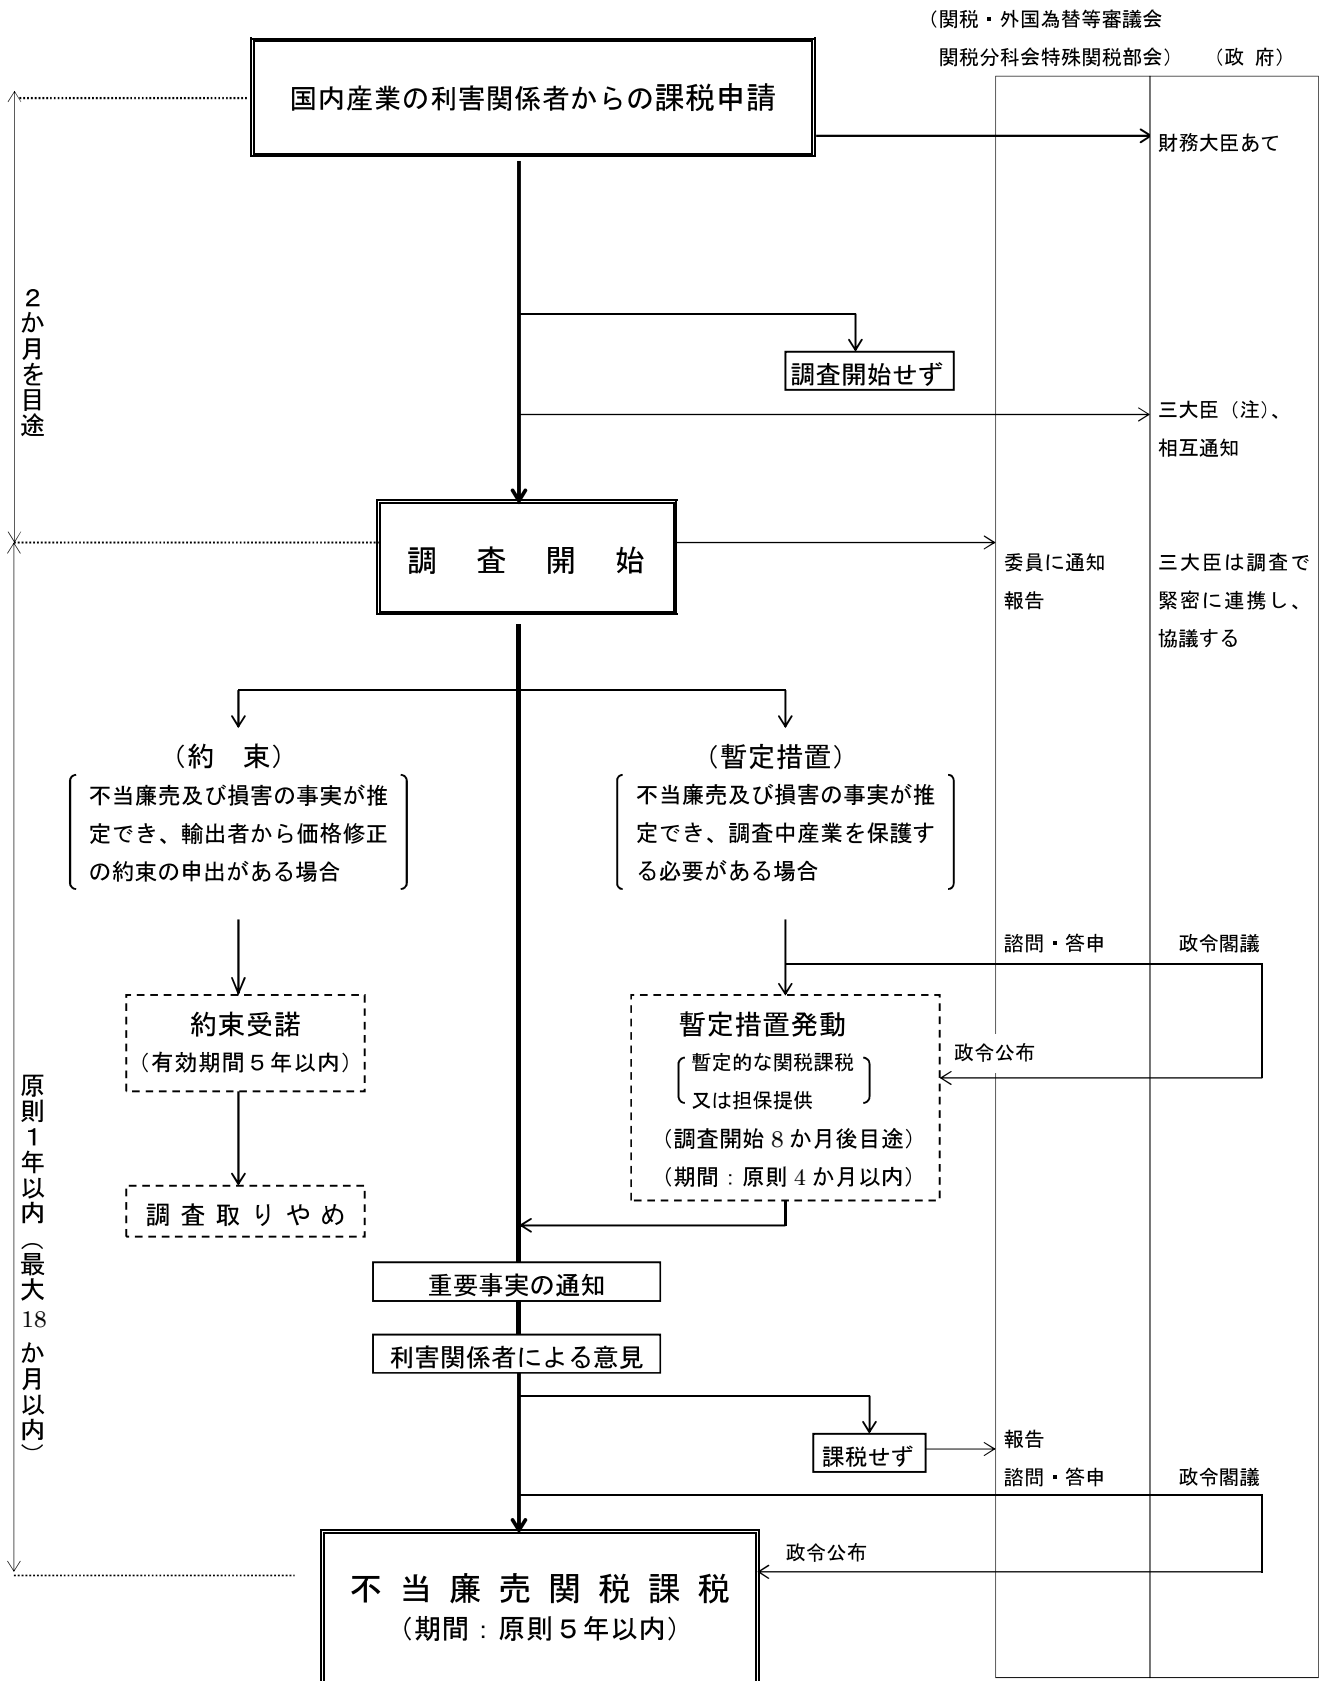 （関税・外国為替等審議会
関税分科会特殊関税部会）
（政 府）
国内産業の利害関係者からの課税申請
財務大臣あて
２か月を目途
調査開始せず
三大臣（注）、
相互通知
調 査 開 始
委員に通知
報告
三大臣は調査で
緊密に連携し、
協議する
（約 束）
不当廉売及び損害の事実が推
定でき、輸出者から価格修正
の約束の申出がある場合
（暫定措置）
不当廉売及び損害の事実が推
定でき、調査中産業を保護す
る必要がある場合
諮問・答申
政令閣議
約束受諾
（有効期間５年以内）
暫定措置発動
暫定的な関税課税
又は担保提供
（調査開始８か月後目途）
（期間：原則４か月以内）
政令公布
原則１年以内（最大18か月以内）
調査取りやめ
重要事実の通知
利害関係者による意見
課税せず
報告
諮問・答申
政令閣議
政令公布
不当廉売関税課税
（期間：原則５年以内）